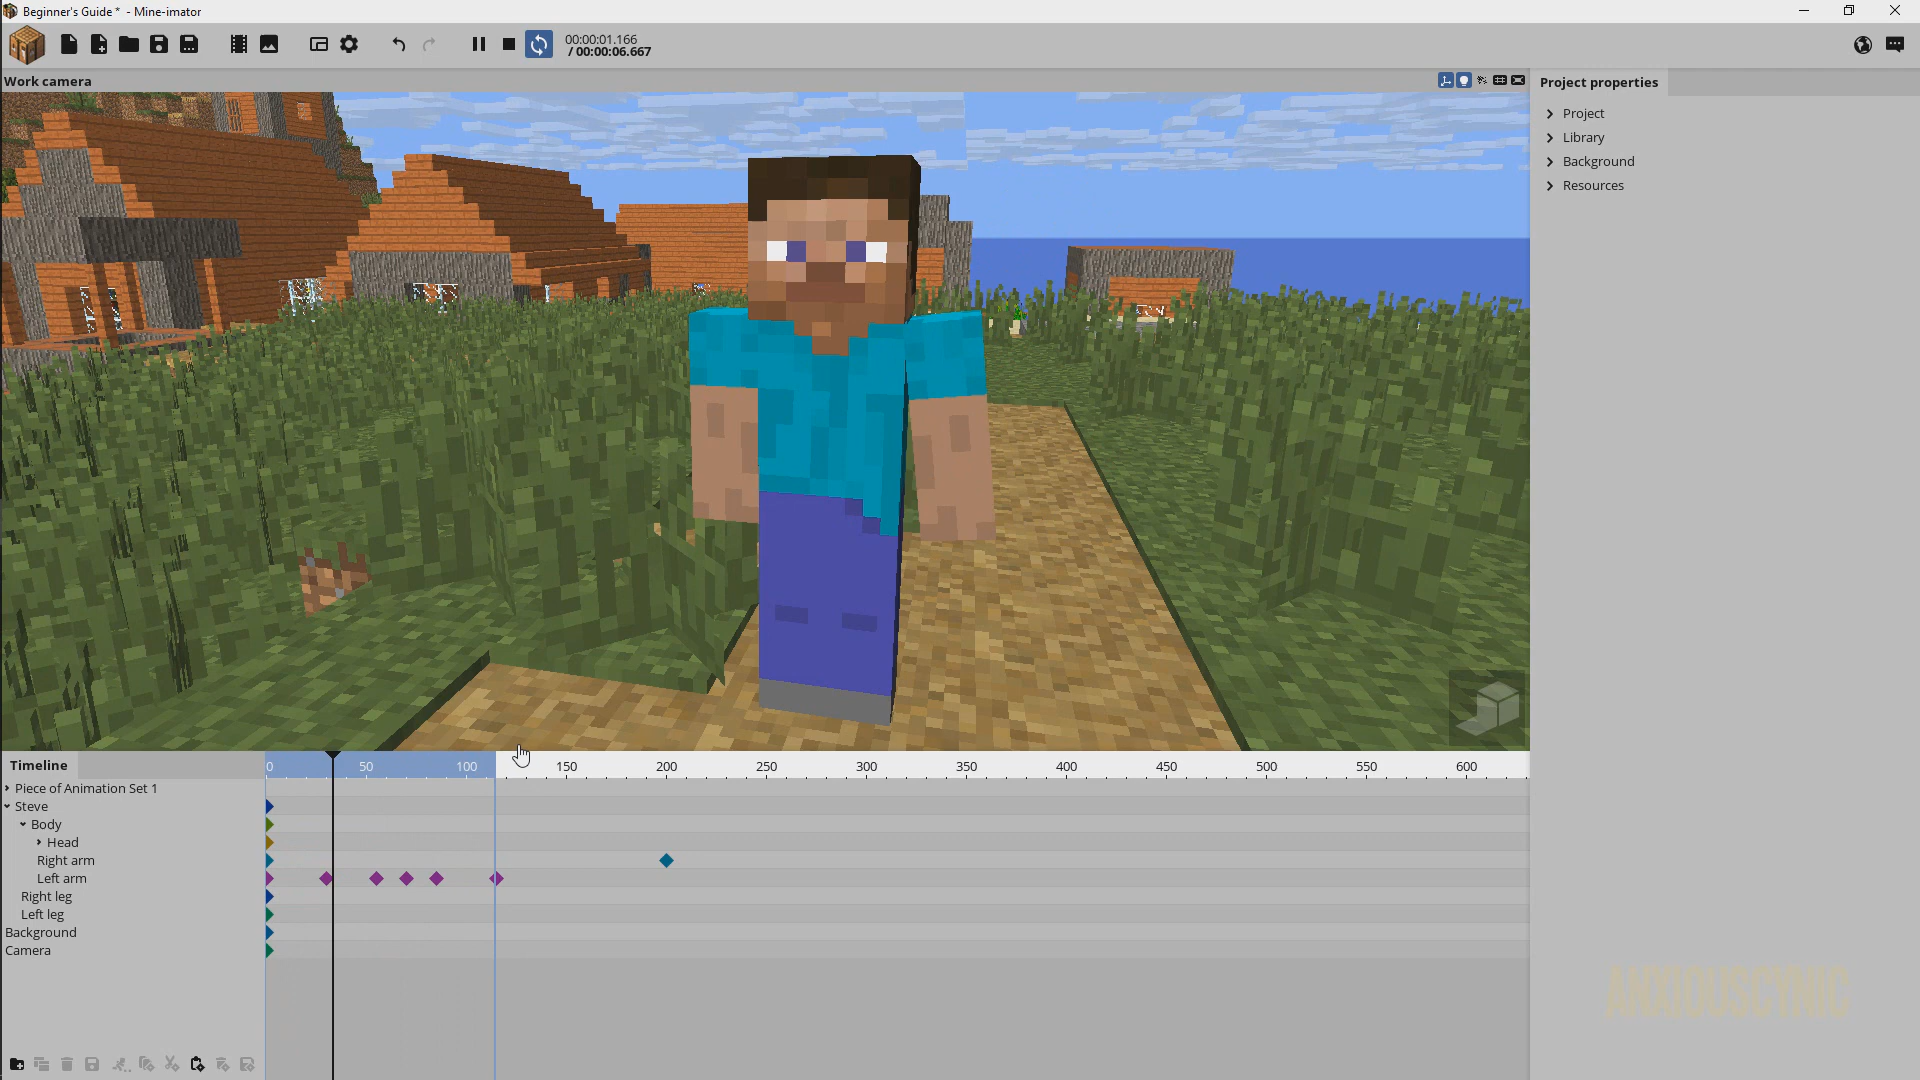 Beginner's Guide * - Mine-imator
00:00:01.166
/ 00:00:06.667
Work camera
Project properties
Project
Library
Background
Resources
Timeline
0 50 100 150 200 250 300 350 400 450 500 550 600
Piece of Animation Set 1
Steve
Body
Head
Right arm
Left arm
Right leg
Left leg
Background
Camera
ANXIOUSCYNIC